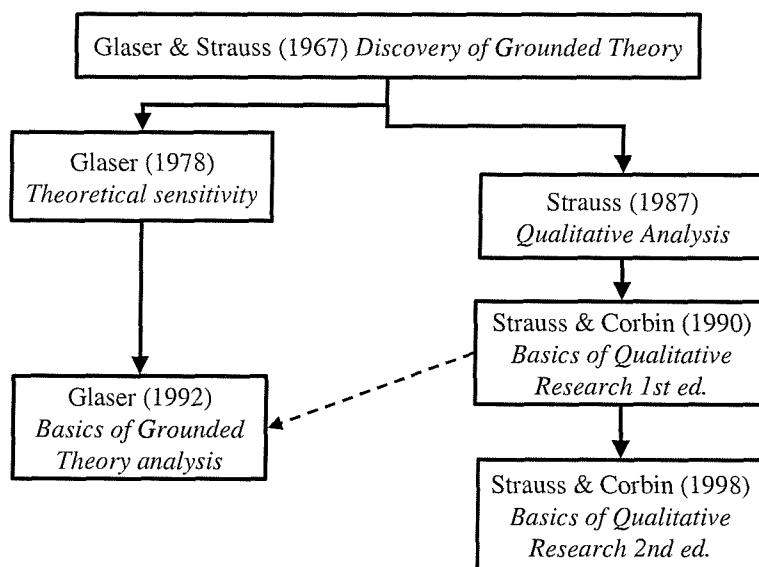 Glaser & Strauss (1967) Discovery of Grounded Theory
Glaser (1978)
Theoretical sensitivity
Strauss (1987)
Qualitative Analysis
Strauss & Corbin (1990)
Basics of Qualitative
Research 1st ed.
Glaser (1992)
Basics of Grounded
Theory analysis
Strauss & Corbin (1998)
Basics of Qualitative
Research 2nd ed.